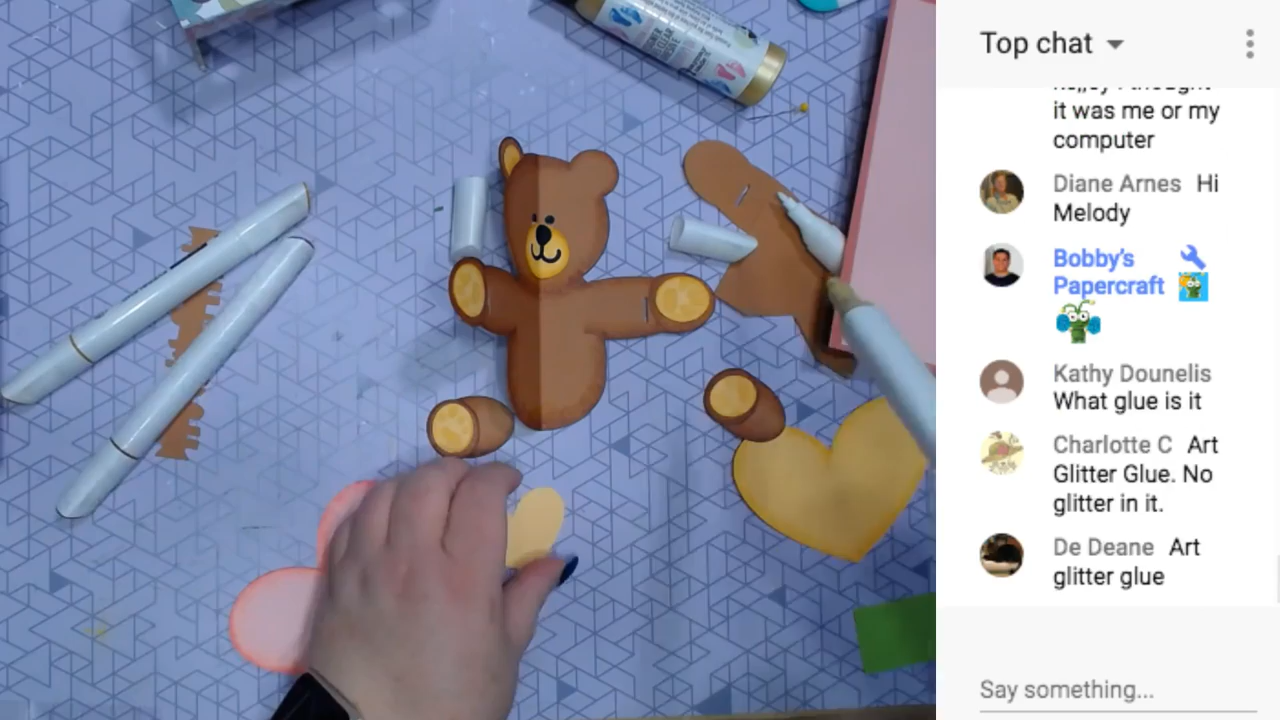 Top chat
it was me or my
computer
Diane Arnes Hi
Melody
Bobby's
Papercraft
Kathy Dounelis
What glue is it
Charlotte C Art
Glitter Glue. No
glitter in it.
De Deane Art
glitter glue
Say something...